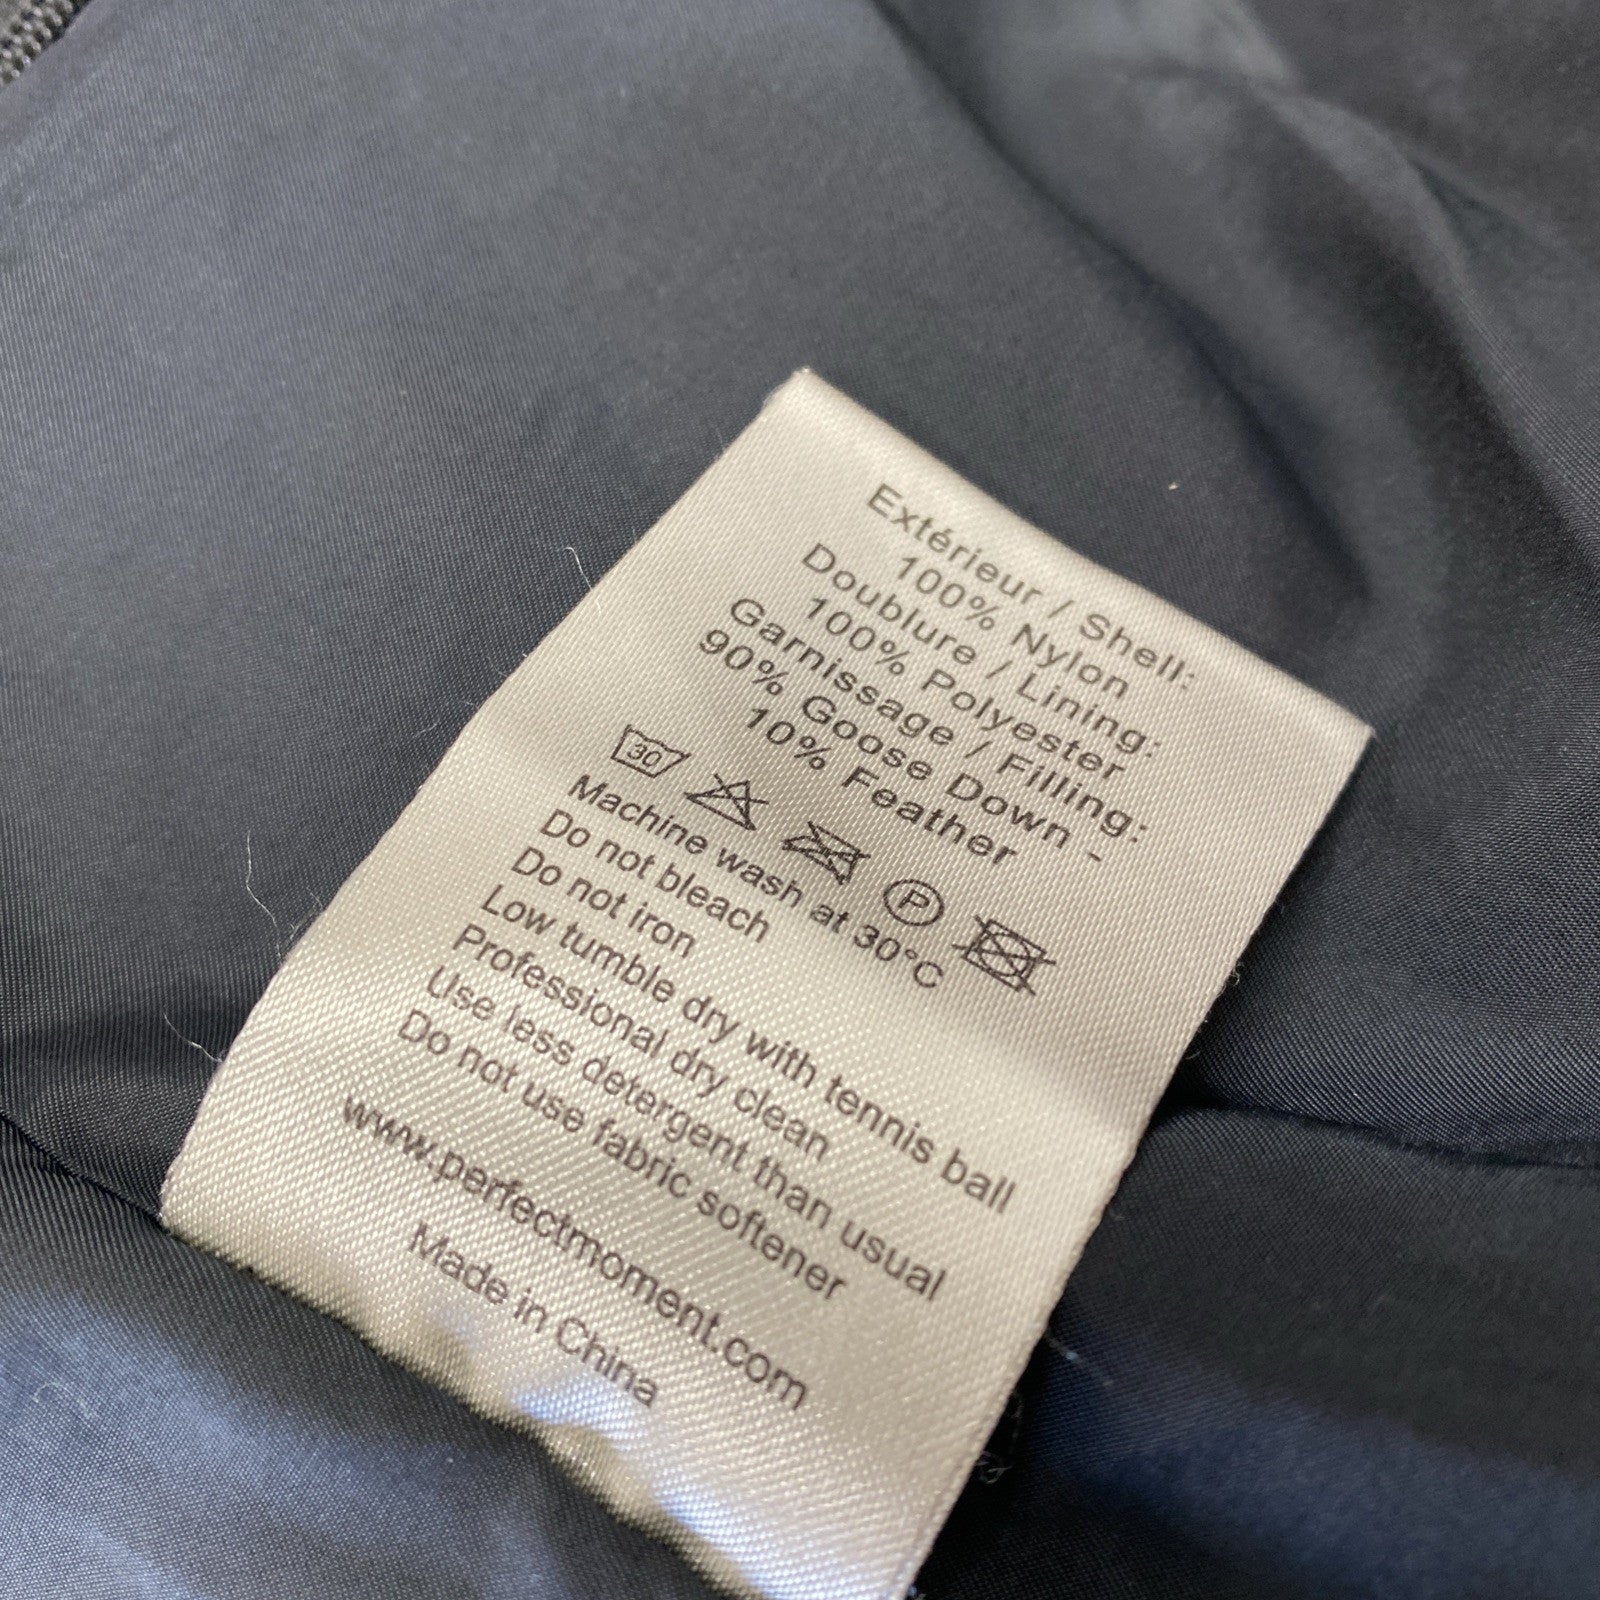 Extérieur / Shell:
100% Nylon
Doublure / Lining:
100% Polyester
Garnissage / Filling:
90% Goose Down -
10% Feather
30 P
Machine wash at 30°C
Do not bleach
Do not iron
Low tumble dry with tennis ball
Professional dry clean
Use less detergent than usual
Do not use fabric softener
www.perfectmoment.com
Made in China